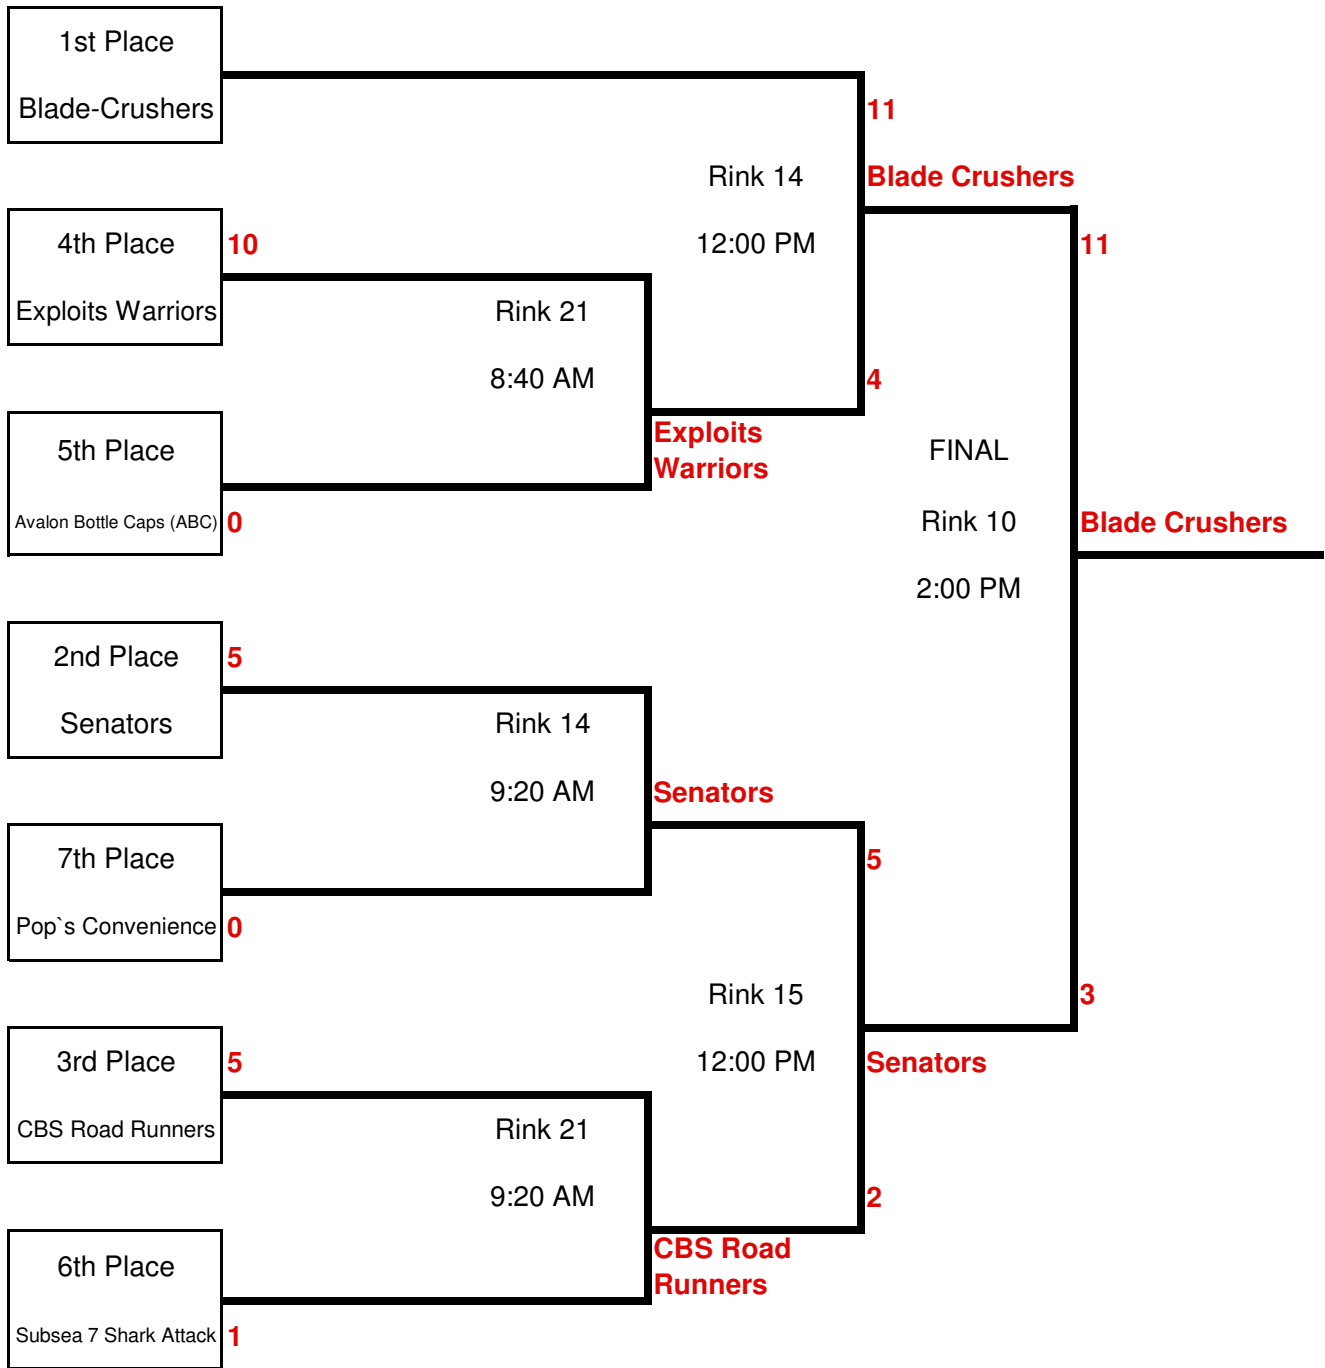 1st Place
Blade-Crushers
11
Rink 14
Blade Crushers
4th Place
10
12:00 PM
11
Exploits Warriors
Rink 21
8:40 AM
4
5th Place
Exploits
Warriors
FINAL
Avalon Bottle Caps (ABC)
0
Rink 10
Blade Crushers
2:00 PM
2nd Place
5
Senators
Rink 14
9:20 AM
Senators
7th Place
5
Pop`s Convenience
0
Rink 15
3
3rd Place
5
12:00 PM
Senators
CBS Road Runners
Rink 21
9:20 AM
2
CBS Road
Runners
6th Place
Subsea 7 Shark Attack
1